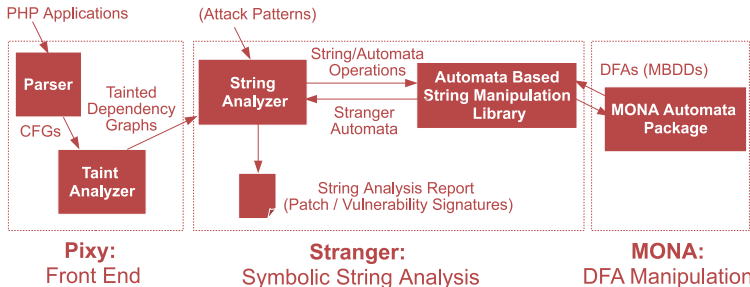 PHP Applications
(Attack Patterns)
Parser
CFGs
Tainted
Dependency
Graphs
Taint
Analyzer
String
Analyzer
String/Automata
Operations
Stranger
Automata
Automata Based
String Manipulation
Library
DFAs (MBDDs)
MONA Automata
Package
String Analysis Report
(Patch / Vulnerability Signatures)
Pixy:
Front End
Stranger:
Symbolic String Analysis
MONA:
DFA Manipulation